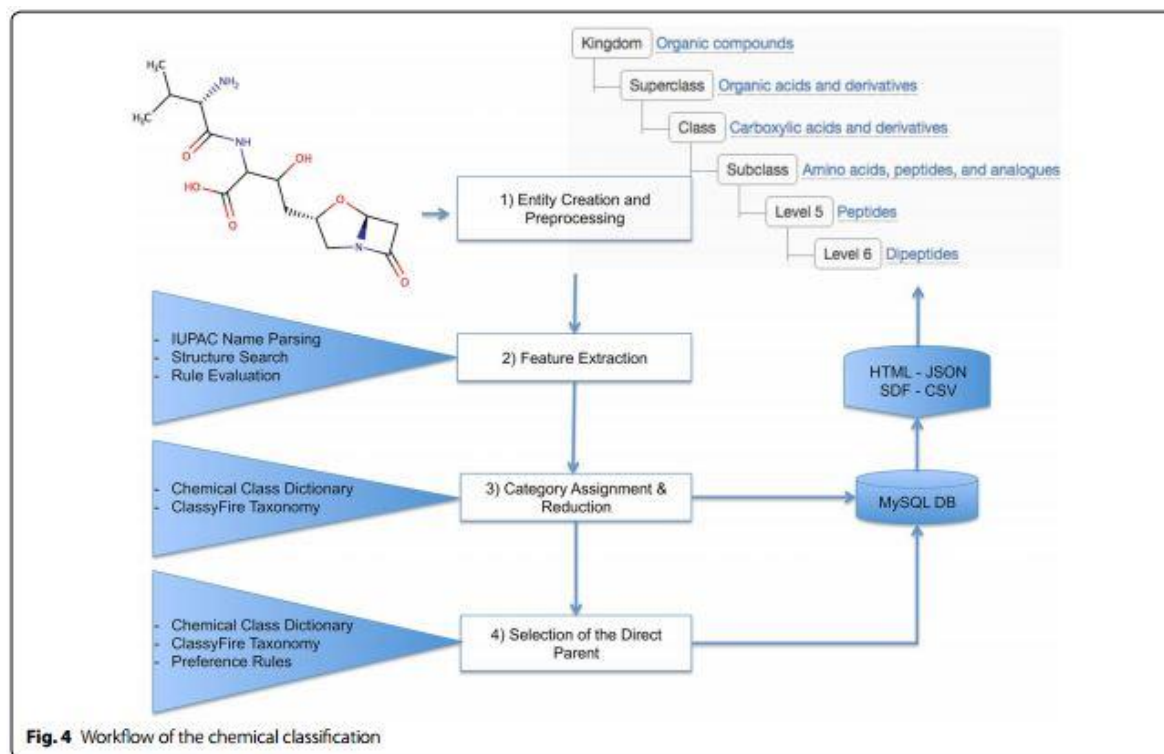 Kingdom Organic compounds
Superclass Organic acids and derivatives
Class Carboxylic acids and derivatives
Subclass Amino acids, peptides, and analogues
Level 5 Peptides
Level 6 Dipeptides
H₃C
NH₂
H₃C
O
NH
OH
HO
O
O
N
O
1) Entity Creation and
Preprocessing
- IUPAC Name Parsing
- Structure Search
- Rule Evaluation
2) Feature Extraction
HTML - JSON
SDF - CSV
- Chemical Class Dictionary
- ClassyFire Taxonomy
3) Category Assignment &
Reduction
MySQL DB
- Chemical Class Dictionary
- ClassyFire Taxonomy
- Preference Rules
4) Selection of the Direct
Parent
Fig. 4 Workflow of the chemical classification